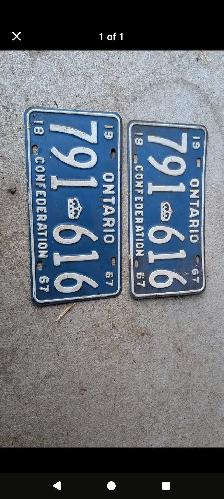 1 of 1
19 ONTARIO 67
791 616
18 CONFEDERATION 67
19 ONTARIO 67
791 616
18 CONFEDERATION 67